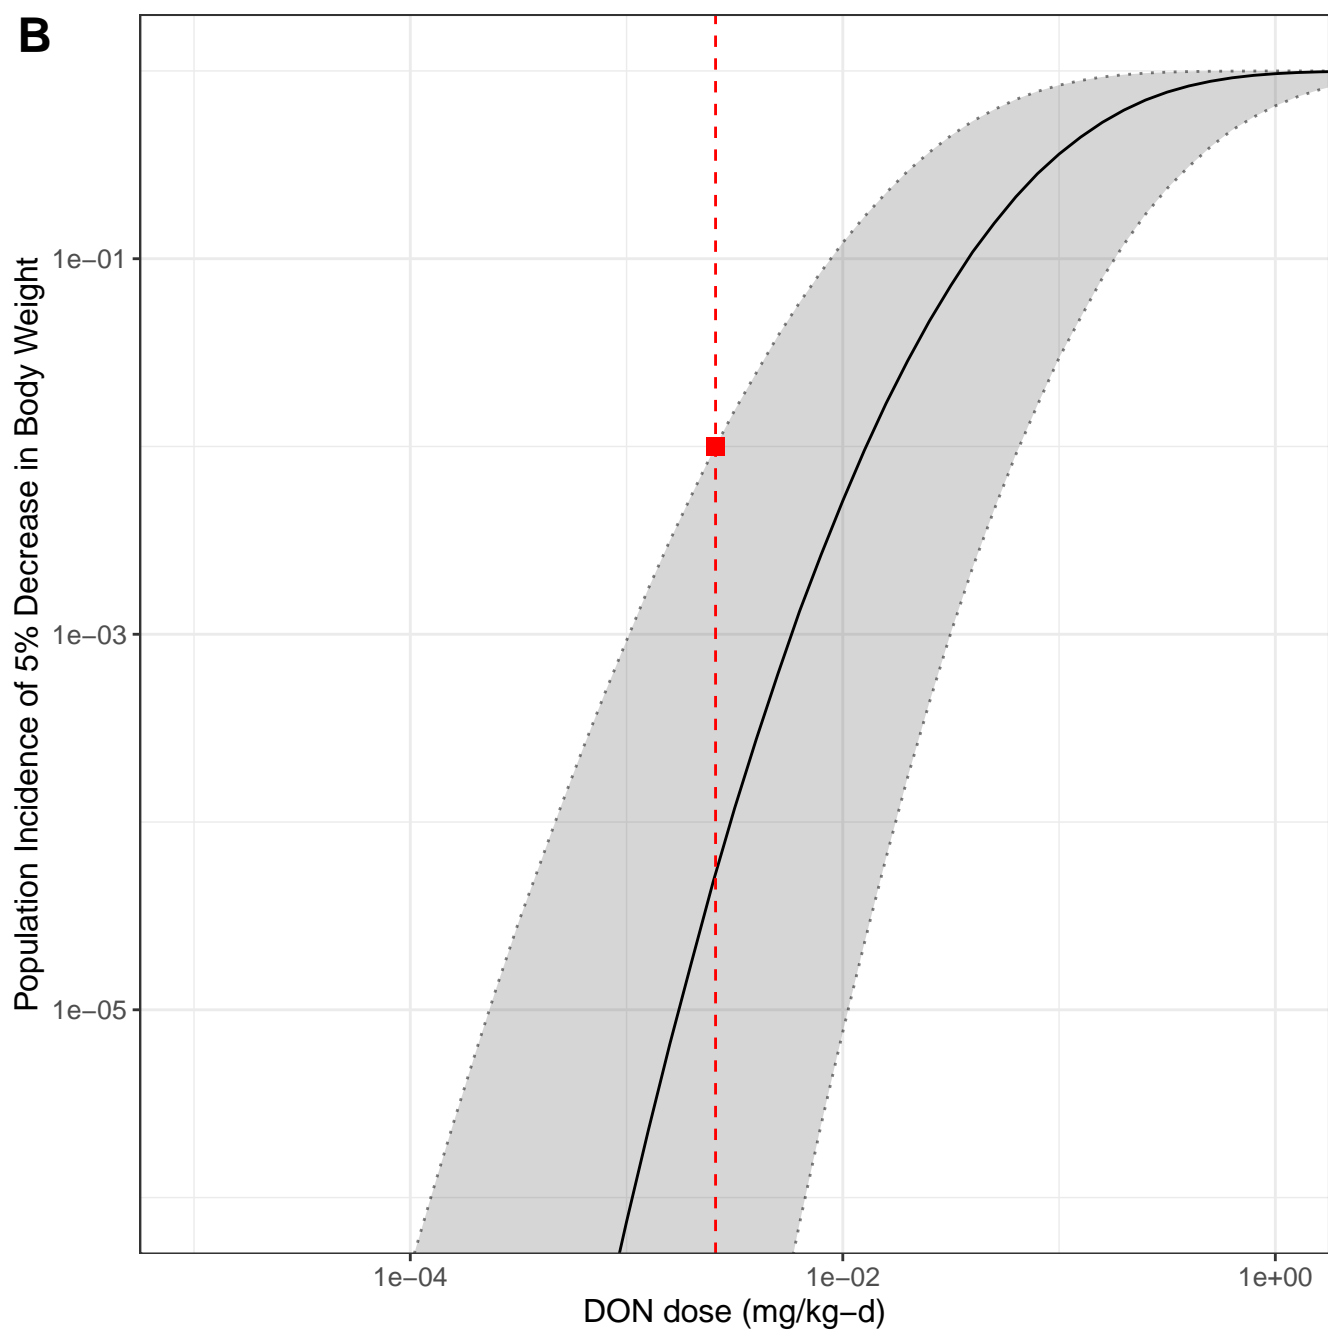 B
Population Incidence of 5% Decrease in Body Weight
1e−01
1e−03
1e−05
1e−04
1e−02
1e+00
DON dose (mg/kg−d)